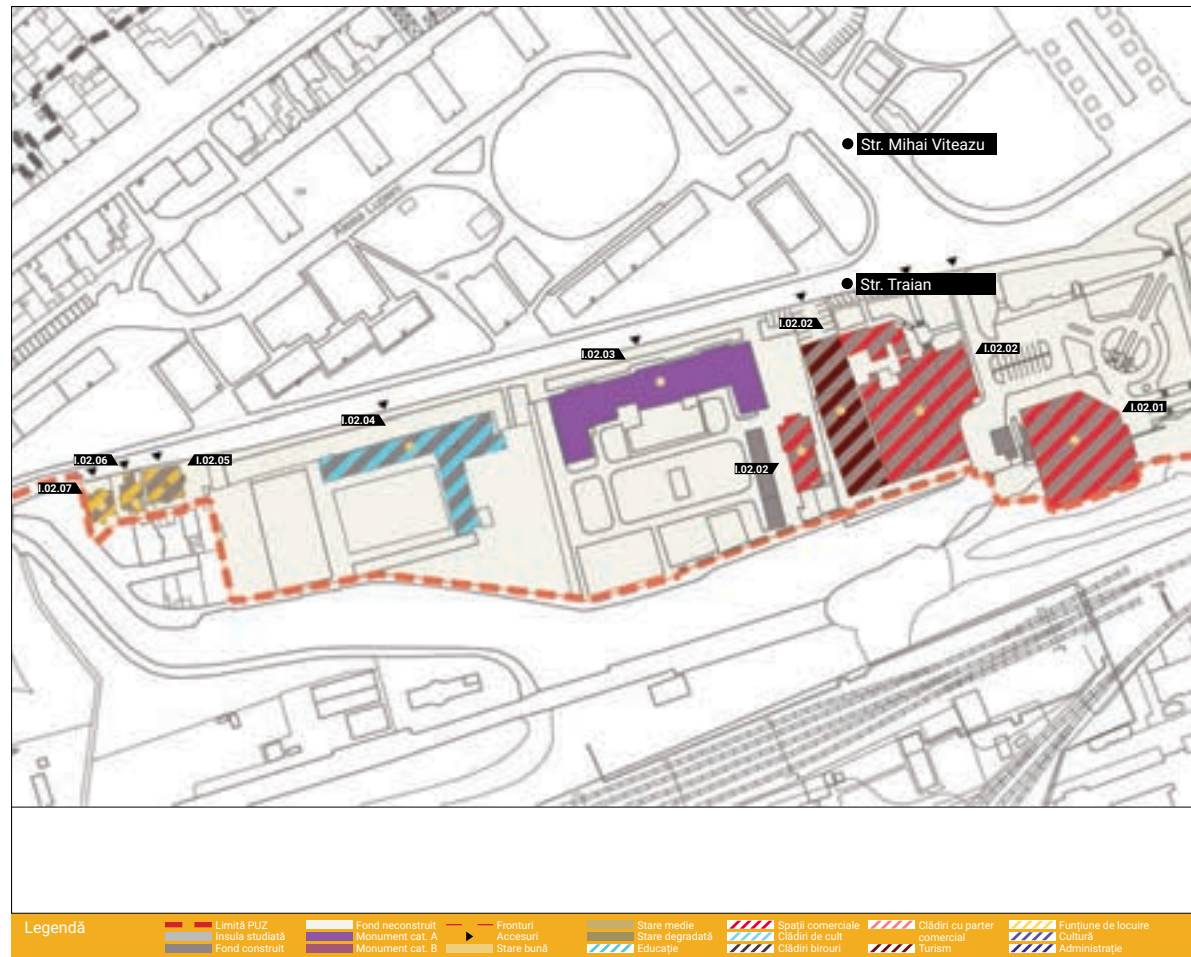 Str. Mihai Viteazu
Aleea Lupeni
Str. Traian
I.02.02
I.02.03
I.02.02
I.02.01
I.02.04
I.02.06
I.02.05
I.02.02
I.02.07
Legendă
Limită PUZ
Insula studiată
Fond construit
Fond neconstruit
Monument cat. A
Monument cat. B
Fronturi
Accesuri
Stare bună
Stare medie
Stare degradată
Educație
Spații comerciale
Clădiri de cult
Clădiri birouri
Clădiri cu parter
comercial
Turism
Funțiune de locuire
Cultură
Administrație